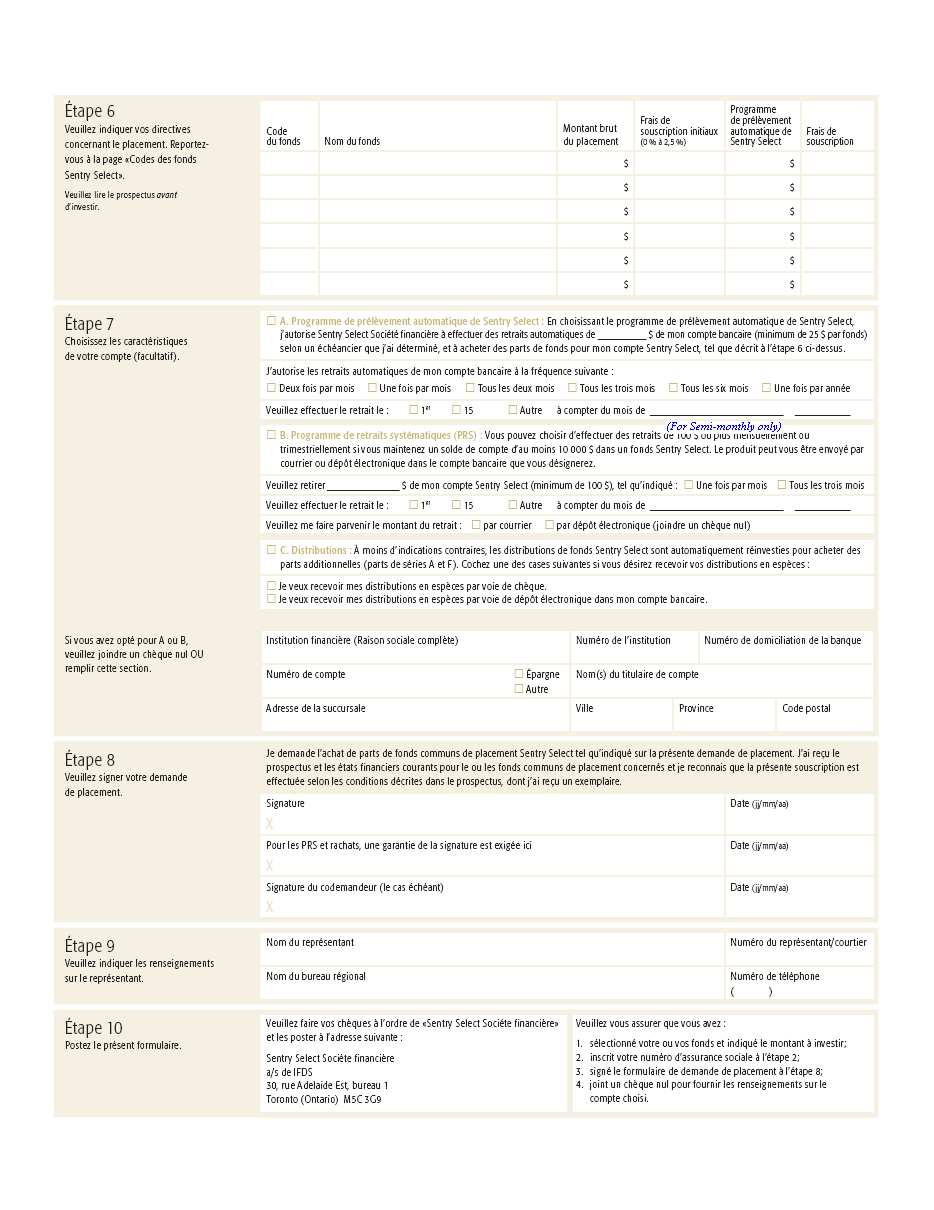 Étape 6
Veuillez indiquer vos directives
concernant le placement. Reportez-
vous à la page «Codes des fonds
Sentry Select».
Veuillez lire le prospectus avant
d'investir.
Code
du fonds
Nom du fonds
Montant brut
du placement
Frais de
souscription initiaux
(0 % à 2,5 %)
Programme
de prélèvement
automatique de
Sentry Select
Frais de
souscription
$ $
$ $
$ $
$ $
$ $
$ $
Étape 7
Choisissez les caractéristiques
de votre compte (facultatif).
☐ A. Programme de prélèvement automatique de Sentry Select : En choisissant le programme de prélèvement automatique de Sentry Select,
j'autorise Sentry Select Société financière à effectuer des retraits automatiques de __________ $ de mon compte bancaire (minimum de 25 $ par fonds)
selon un échéancier que j'ai déterminé, et à acheter des parts de fonds pour mon compte Sentry Select, tel que décrit à l'étape 6 ci-dessus.
J'autorise les retraits automatiques de mon compte bancaire à la fréquence suivante :
☐ Deux fois par mois ☐ Une fois par mois ☐ Tous les deux mois ☐ Tous les trois mois ☐ Tous les six mois ☐ Une fois par année
Veuillez effectuer le retrait le : ☐ 1er ☐ 15 ☐ Autre à compter du mois de ____________________ __________
(For Semi-monthly only)
☐ B. Programme de retraits systématiques (PRS) : Vous pouvez choisir d'effectuer des retraits de 100 $ ou plus mensuellement ou
trimestriellement si vous maintenez un solde de compte d'au moins 10 000 $ dans un fonds Sentry Select. Le produit peut vous être envoyé par
courrier ou dépôt électronique dans le compte bancaire que vous désignerez.
Veuillez retirer ______________ $ de mon compte Sentry Select (minimum de 100 $), tel qu'indiqué : ☐ Une fois par mois ☐ Tous les trois mois
Veuillez effectuer le retrait le : ☐ 1er ☐ 15 ☐ Autre à compter du mois de ____________________ __________
Veuillez me faire parvenir le montant du retrait : ☐ par courrier ☐ par dépôt électronique (joindre un chèque nul)
☐ C. Distributions : À moins d'indications contraires, les distributions de fonds Sentry Select sont automatiquement réinvesties pour acheter des
parts additionnelles (parts de séries A et F). Cochez une des cases suivantes si vous désirez recevoir vos distributions en espèces :
☐ Je veux recevoir mes distributions en espèces par voie de chèque.
☐ Je veux recevoir mes distributions en espèces par voie de dépôt électronique dans mon compte bancaire.
Si vous avez opté pour A ou B,
veuillez joindre un chèque nul OU
remplir cette section.
Institution financière (Raison sociale complète)
Numéro de l'institution
Numéro de domiciliation de la banque
Numéro de compte
☐ Épargne
☐ Autre
Nom(s) du titulaire de compte
Adresse de la succursale
Ville
Province
Code postal
Étape 8
Veuillez signer votre demande
de placement.
Je demande l'achat de parts de fonds communs de placement Sentry Select tel qu'indiqué sur la présente demande de placement. J'ai reçu le
prospectus et les états financiers courants pour le ou les fonds communs de placement concernés et je reconnais que la présente souscription est
effectuée selon les conditions décrites dans le prospectus, dont j'ai reçu un exemplaire.
Signature
X
Date (jj/mm/aa)
Pour les PRS et rachats, une garantie de la signature est exigée ici
X
Date (jj/mm/aa)
Signature du codemandeur (le cas échéant)
X
Date (jj/mm/aa)
Étape 9
Veuillez indiquer les renseignements
sur le représentant.
Nom du représentant
Numéro du représentant/courtier
Nom du bureau régional
Numéro de téléphone
( )
Étape 10
Postez le présent formulaire.
Veuillez faire vos chèques à l'ordre de «Sentry Select Sociéte financière»
et les poster à l'adresse suivante :
Sentry Select Sociéte financière
a/s de IFDS
30, rue Adelaide Est, bureau 1
Toronto (Ontario) M5C 3G9
Veuillez vous assurer que vous avez :
1. sélectionné votre ou vos fonds et indiqué le montant à investir;
2. inscrit votre numéro d'assurance sociale à l'étape 2;
3. signé le formulaire de demande de placement à l'étape 8;
4. joint un chèque nul pour fournir les renseignements sur le
compte choisi.